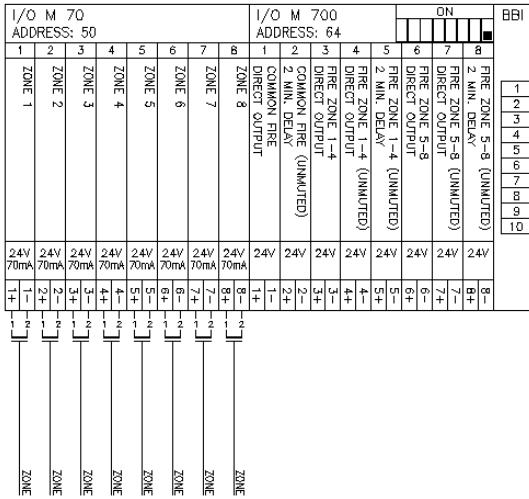 I/O M 70
ADDRESS: 50
I/O M 700
ADDRESS: 64
ON
BBI
1 2 3 4 5 6 7 8 1 2 3 4 5 6 7 8
ZONE 1
ZONE 2
ZONE 3
ZONE 4
ZONE 5
ZONE 6
ZONE 7
ZONE 8
COMMON FIRE
DIRECT OUTPUT
COMMON FIRE (UNMUTED)
2 MIN. DELAY
FIRE ZONE 1-4
DIRECT OUTPUT
FIRE ZONE 1-4 (UNMUTED)
DIRECT OUTPUT
FIRE ZONE 1-4 (UNMUTED)
2 MIN. DELAY
FIRE ZONE 5-8
DIRECT OUTPUT
FIRE ZONE 5-8 (UNMUTED)
DIRECT OUTPUT
FIRE ZONE 5-8 (UNMUTED)
2 MIN. DELAY
1
2
3
4
5
6
7
8
9
10
24V 24V 24V 24V 24V 24V 24V 24V 24V 24V 24V 24V 24V 24V 24V 24V
70mA 70mA 70mA 70mA 70mA 70mA 70mA 70mA
1+ 1- 2+ 2- 3+ 3- 4+ 4- 5+ 5- 6+ 6- 7+ 7- 8+ 8- 1+ 1- 2+ 2- 3+ 3- 4+ 4- 5+ 5- 6+ 6- 7+ 7- 8+ 8-
1 2 1 2 1 2 1 2 1 2 1 2 1 2 1 2
ZONE
ZONE
ZONE
ZONE
ZONE
ZONE
ZONE
ZONE